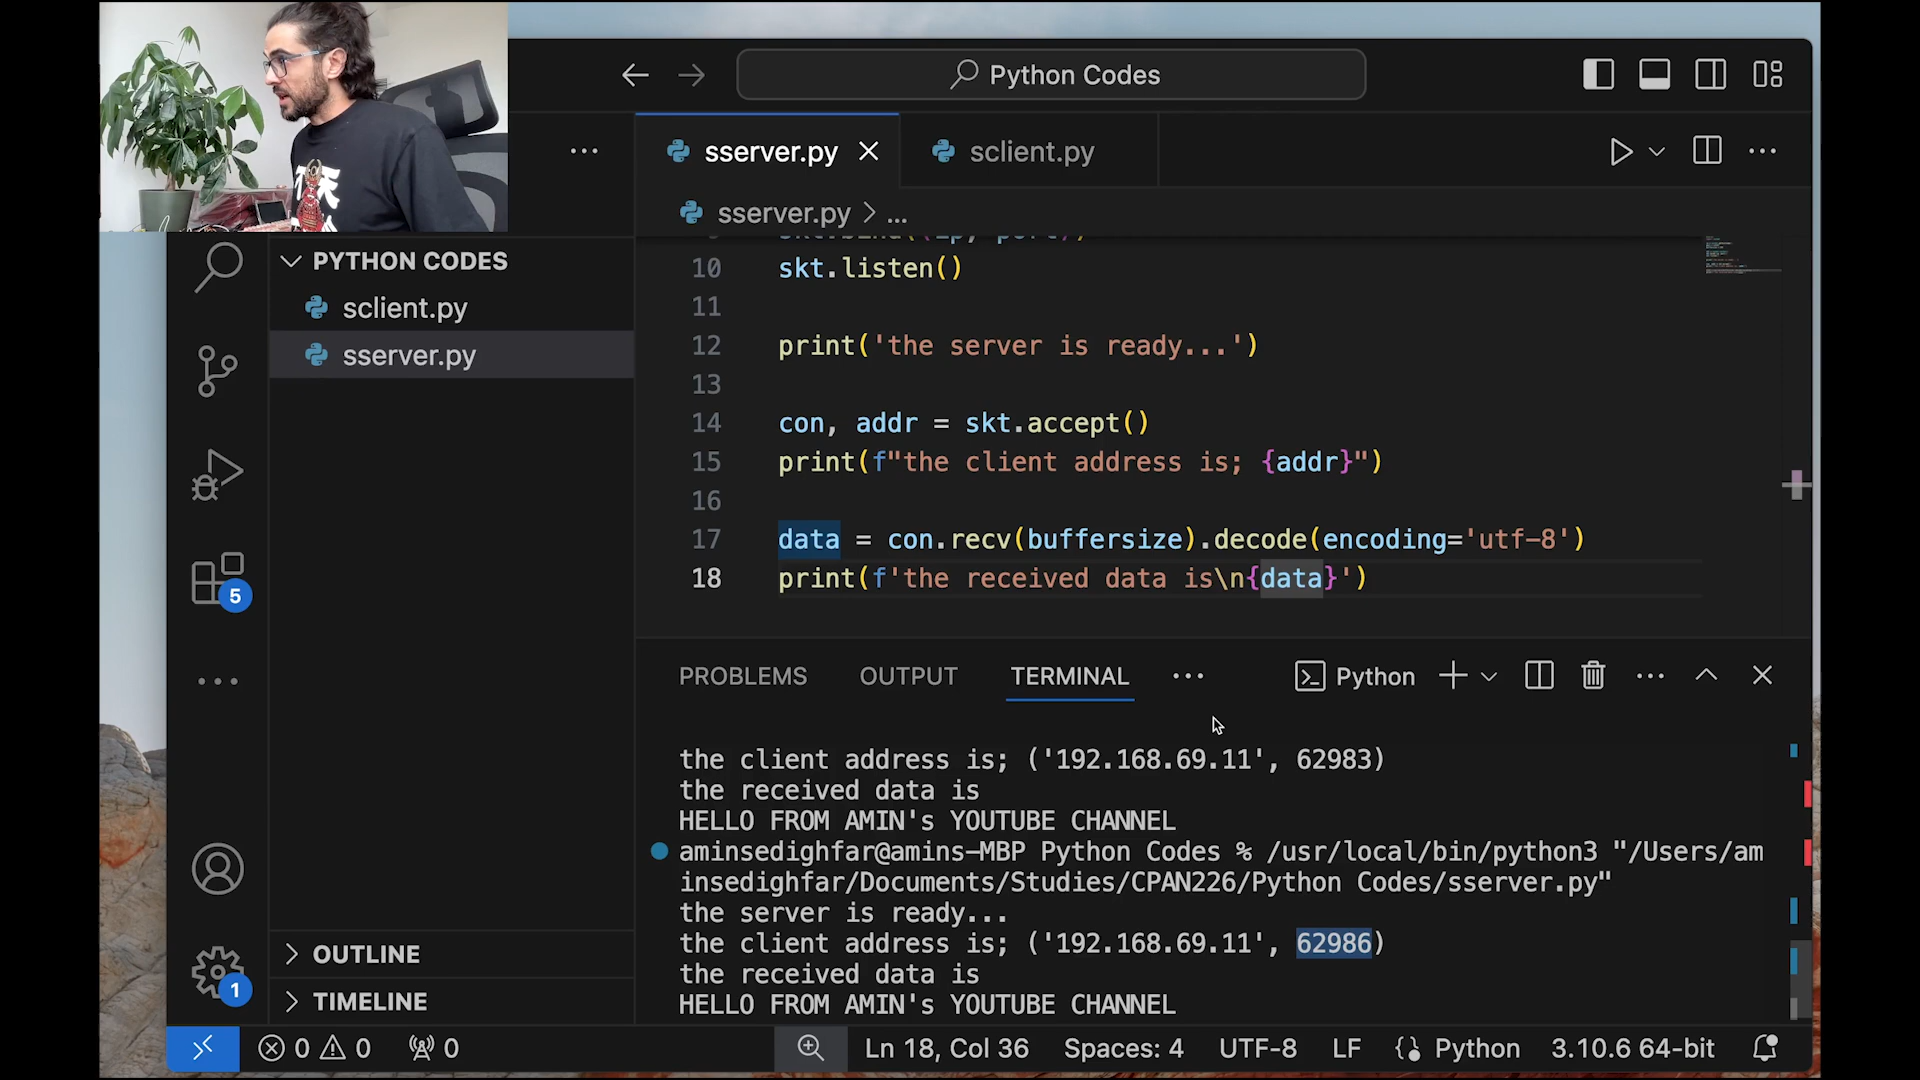 Python Codes
sserver.py
sclient.py
sserver.py > ...
PYTHON CODES
sclient.py
sserver.py
10 skt.listen()
11
12 print('the server is ready...')
13
14 con, addr = skt.accept()
15 print(f"the client address is; {addr}")
16
17 data = con.recv(buffersize).decode(encoding='utf-8')
18 print(f'the received data is\n{data}')
5
PROBLEMS OUTPUT TERMINAL ... Python
the client address is; ('192.168.69.11', 62983)
the received data is
HELLO FROM AMIN's YOUTUBE CHANNEL
aminsedighfar@amins-MBP Python Codes % /usr/local/bin/python3 "/Users/am
insedighfar/Documents/Studies/CPAN226/Python Codes/sserver.py"
the server is ready...
the client address is; ('192.168.69.11', 62986)
the received data is
HELLO FROM AMIN's YOUTUBE CHANNEL
OUTLINE
1
TIMELINE
0 0 0 Ln 18, Col 36 Spaces: 4 UTF-8 LF {} Python 3.10.6 64-bit